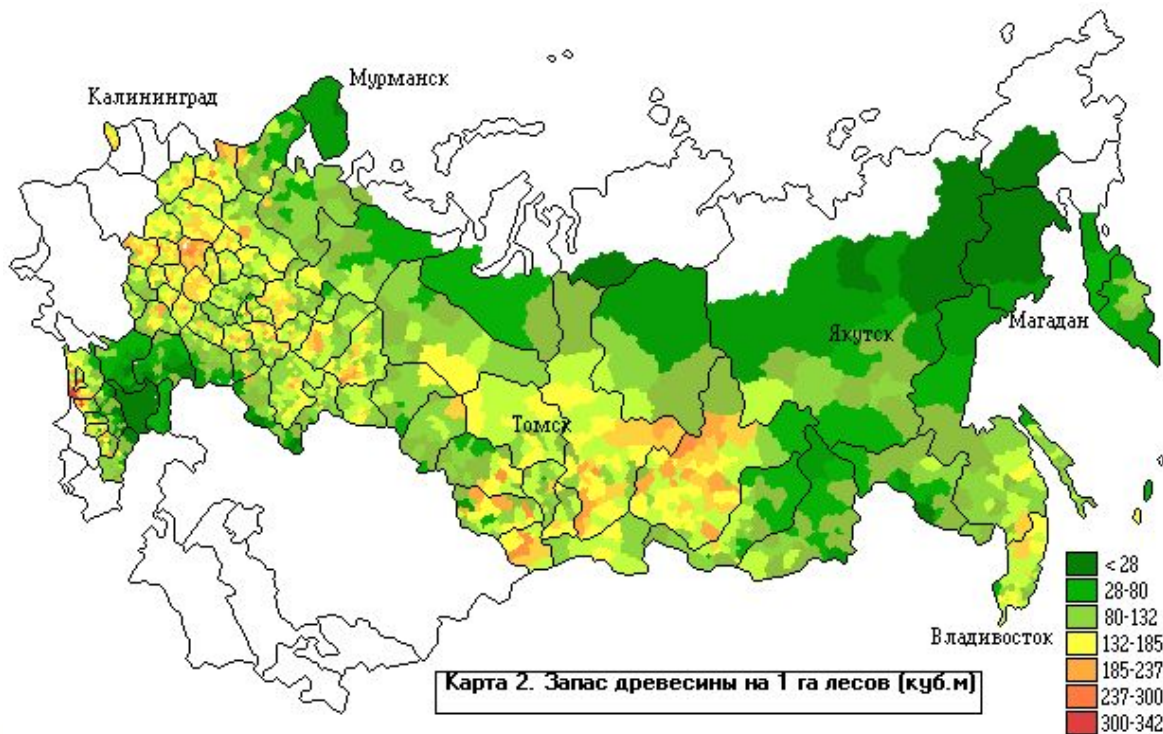 Мурманск
Калининград
Якутск
Магадан
Томск
< 28
28-80
80-132
132-185
185-237
237-300
300-342
Владивосток
Карта 2. Запас древесины на 1 га лесов (куб.м)